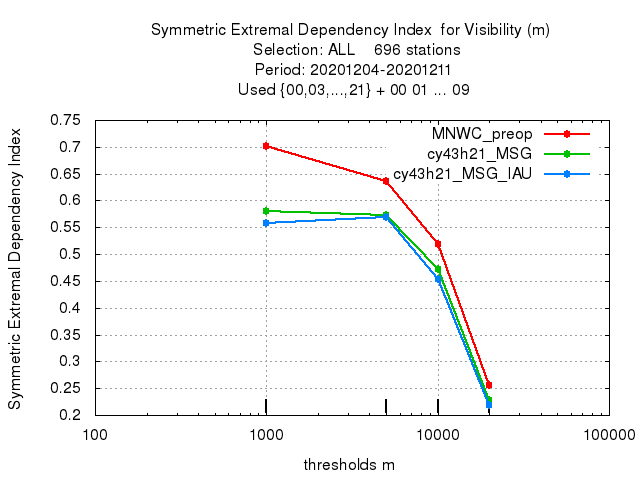 Symmetric Extremal Dependency Index  for Visibility (m)
Selection: ALL    696 stations
Period: 20201204-20201211
Used {00,03,...,21} + 00 01 ... 09
Symmetric Extremal Dependency Index
0.75
0.7
0.65
0.6
0.55
0.5
0.45
0.4
0.35
0.3
0.25
0.2
MNWC_preop
cy43h21_MSG
cy43h21_MSG_IAU
100 1000 10000 100000
thresholds m